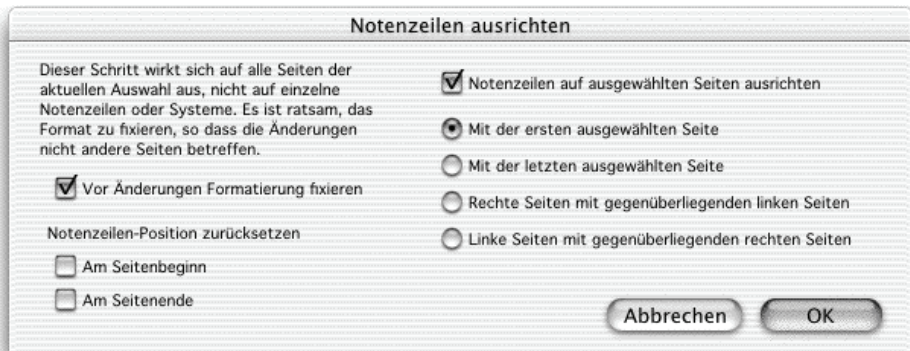 Notenzeilen ausrichten
Dieser Schritt wirkt sich auf alle Seiten der
aktuellen Auswahl aus, nicht auf einzelne
Notenzeilen oder Systeme. Es ist ratsam, das
Format zu fixieren, so dass die Änderungen
nicht andere Seiten betreffen.
Vor Änderungen Formatierung fixieren
Notenzeilen-Position zurücksetzen
Am Seitenbeginn
Am Seitenende
Notenzeilen auf ausgewählten Seiten ausrichten
Mit der ersten ausgewählten Seite
Mit der letzten ausgewählten Seite
Rechte Seiten mit gegenüberliegenden linken Seiten
Linke Seiten mit gegenüberliegenden rechten Seiten
Abbrechen
OK